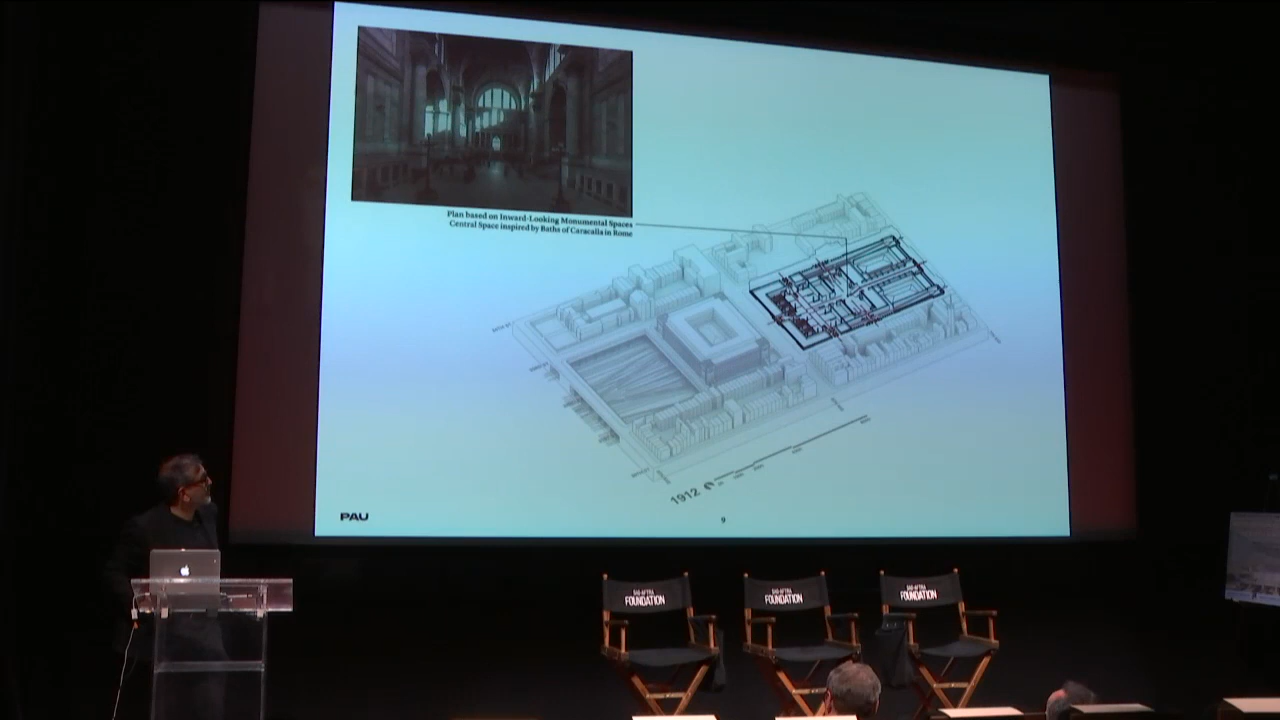 Plan based on Inward-Looking Monumental Spaces
Central Space inspired by Baths of Caracalla in Rome
1912
PAU
9
SAG-AFTRA
FOUNDATION
SAG-AFTRA
FOUNDATION
SAG-AFTRA
FOUNDATION